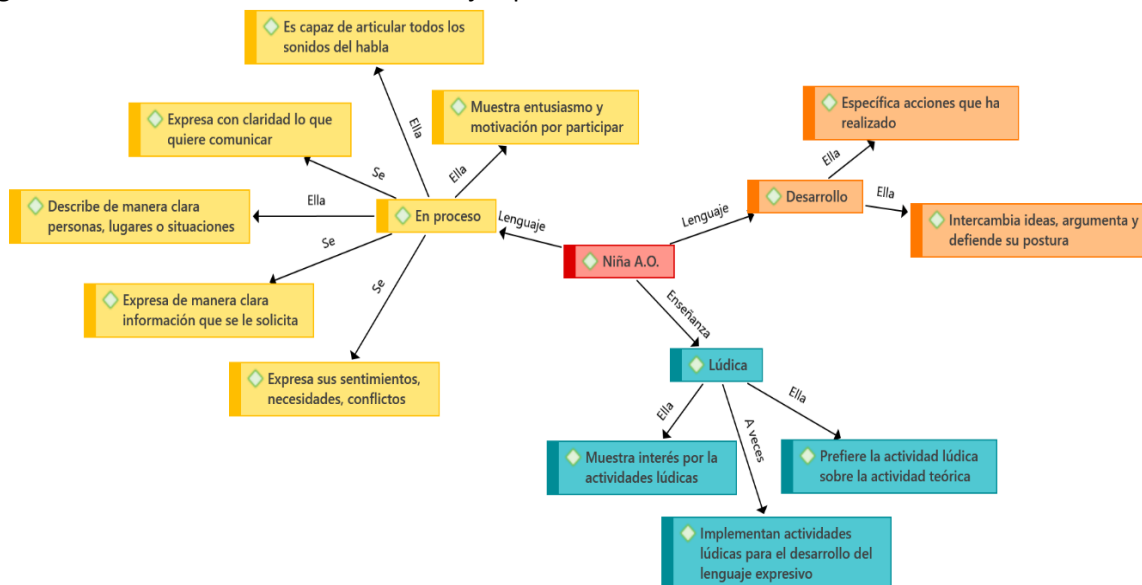 Es capaz de articular todos los
sonidos del habla
Muestra entusiasmo y
motivación por participar
Específica acciones que ha
realizado
Expresa con claridad lo que
quiere comunicar
Ella
Ella
Ella
Se
Describe de manera clara
personas, lugares o situaciones
Ella
En proceso
Lenguaje
Lenguaje
Desarrollo
Ella
Intercambia ideas, argumenta y
defiende su postura
Se
Se
Niña A.O.
Expresa de manera clara
información que se le solicita
Enseñanza
Expresa sus sentimientos,
necesidades, conflictos
Lúdica
Ella
A veces
Ella
Muestra interés por la
actividades lúdicas
Prefiere la actividad lúdica
sobre la actividad teórica
Implementan actividades
lúdicas para el desarrollo del
lenguaje expresivo